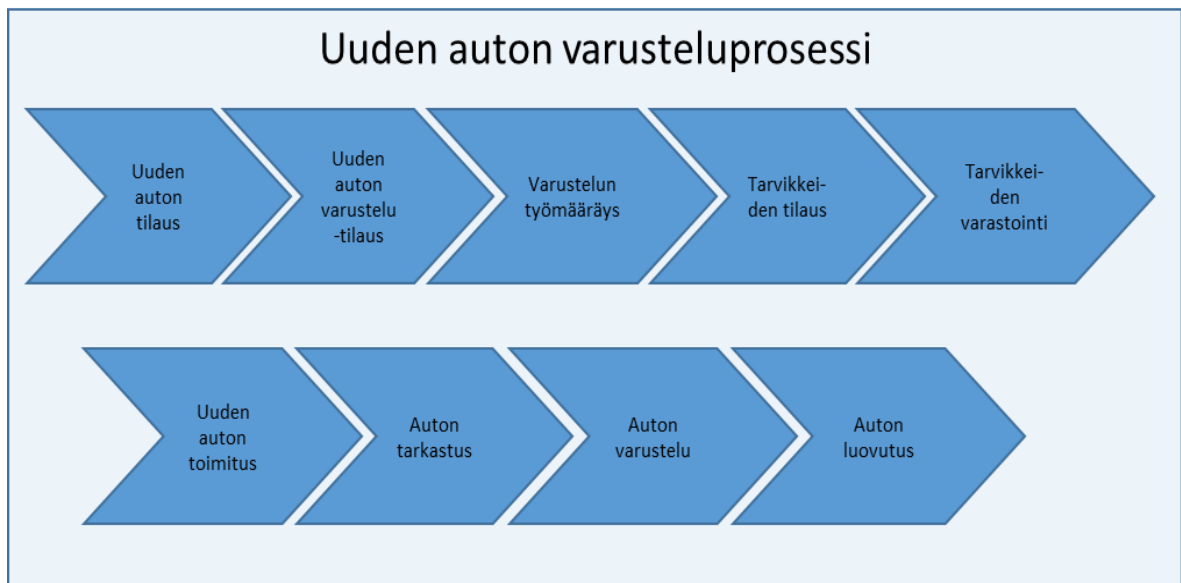 Uuden auton varusteluprosessi
Uuden
auton
tilaus
Uuden
auton
varustelu
-tilaus
Varustelun
työmääräys
Tarvikkei-
den tilaus
Tarvikkei-
den
varastointi
Uuden
auton
toimitus
Auton
tarkastus
Auton
varustelu
Auton
luovutus